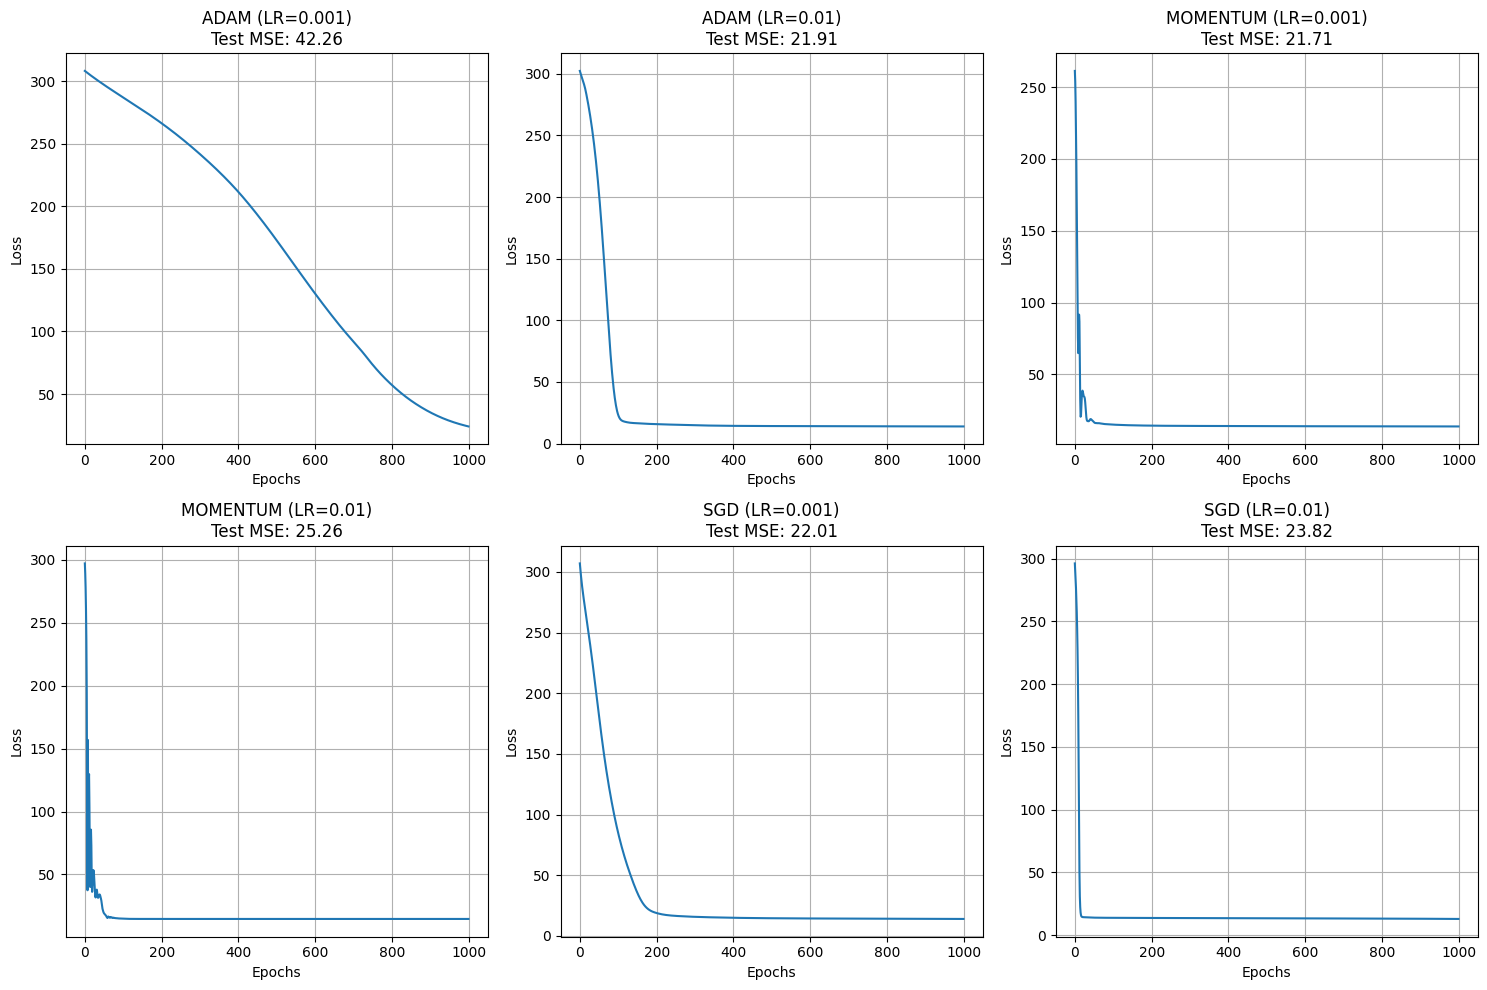 ADAM (LR=0.001)
Test MSE: 42.26
300
250
200
150
100
50
Loss
0 200 400 600 800 1000
Epochs
ADAM (LR=0.01)
Test MSE: 21.91
300
250
200
150
100
50
0
Loss
0 200 400 600 800 1000
Epochs
MOMENTUM (LR=0.001)
Test MSE: 21.71
250
200
150
100
50
Loss
0 200 400 600 800 1000
Epochs
MOMENTUM (LR=0.01)
Test MSE: 25.26
300
250
200
150
100
50
Loss
0 200 400 600 800 1000
Epochs
SGD (LR=0.001)
Test MSE: 22.01
300
250
200
150
100
50
0
Loss
0 200 400 600 800 1000
Epochs
SGD (LR=0.01)
Test MSE: 23.82
300
250
200
150
100
50
0
Loss
0 200 400 600 800 1000
Epochs